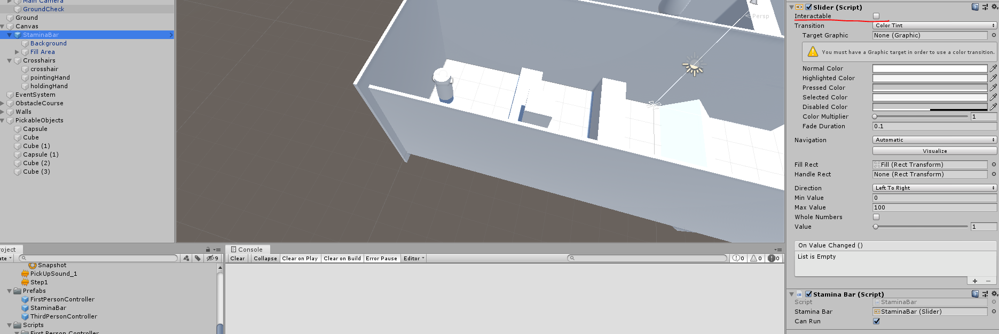 Main Camera
GroundCheck
Ground
Canvas
StaminaBar
Background
Fill Area
Crosshairs
crosshair
pointingHand
holdingHand
EventSystem
ObstacleCourse
Walls
PickableObjects
Capsule
Cube
Cube (1)
Capsule (1)
Cube (2)
Cube (3)
Persp
Slider (Script)
Interactable
Transition Color Tint
Target Graphic None (Graphic)
You must have a Graphic target in order to use a color transition.
Normal Color
Highlighted Color
Pressed Color
Selected Color
Disabled Color
Color Multiplier 1
Fade Duration 0.1
Navigation Automatic
Visualize
Fill Rect Fill (Rect Transform)
Handle Rect None (Rect Transform)
Direction Left To Right
Min Value 0
Max Value 100
Whole Numbers
Value 1
On Value Changed ()
List is Empty
+ −
Stamina Bar (Script)
Script StaminaBar
Stamina Bar StaminaBar (Slider)
Can Run
roject
ate 9
Snapshot
PickUpSound_1
Step1
Prefabs
FirstPersonController
StaminaBar
ThirdPersonController
Scripts
First Person Controller
Console
Clear Collapse Clear on Play Clear on Build Error Pause Editor 0 0 0